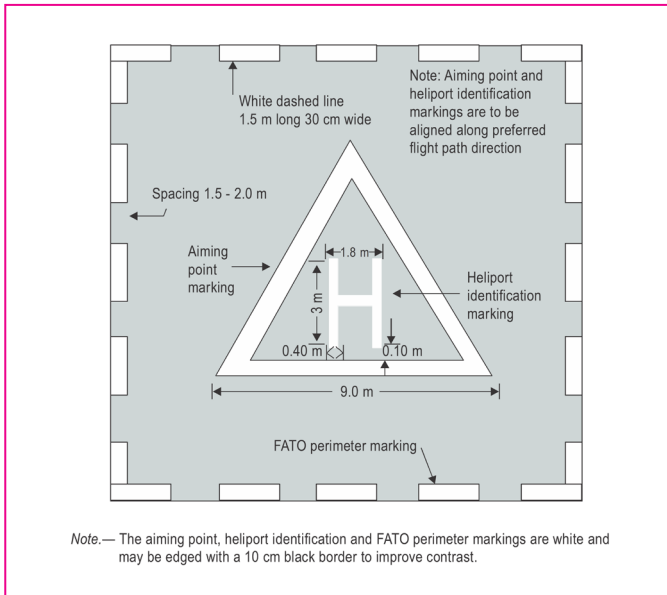 Note: Aiming point and
heliport identification
markings are to be
aligned along preferred
flight path direction
White dashed line
1.5 m long 30 cm wide
Spacing 1.5 - 2.0 m
Aiming
point
marking
1.8 m
3 m
H
Heliport
identification
marking
0.40 m
0.10 m
9.0 m
FATO perimeter marking
Note.— The aiming point, heliport identification and FATO perimeter markings are white and
may be edged with a 10 cm black border to improve contrast.